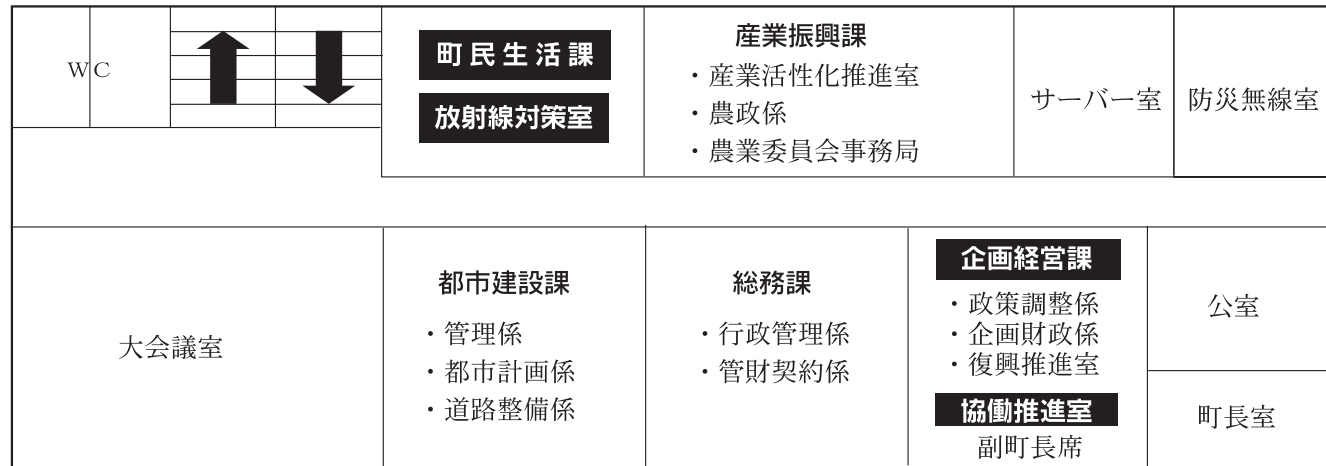 WC
町民生活課
放射線対策室
産業振興課
・産業活性化推進室
・農政係
・農業委員会事務局
サーバー室
防災無線室
大会議室
都市建設課
・管理係
・都市計画係
・道路整備係
総務課
・行政管理係
・管財契約係
企画経営課
・政策調整係
・企画財政係
・復興推進室
協働推進室
副町長席
公室
町長室